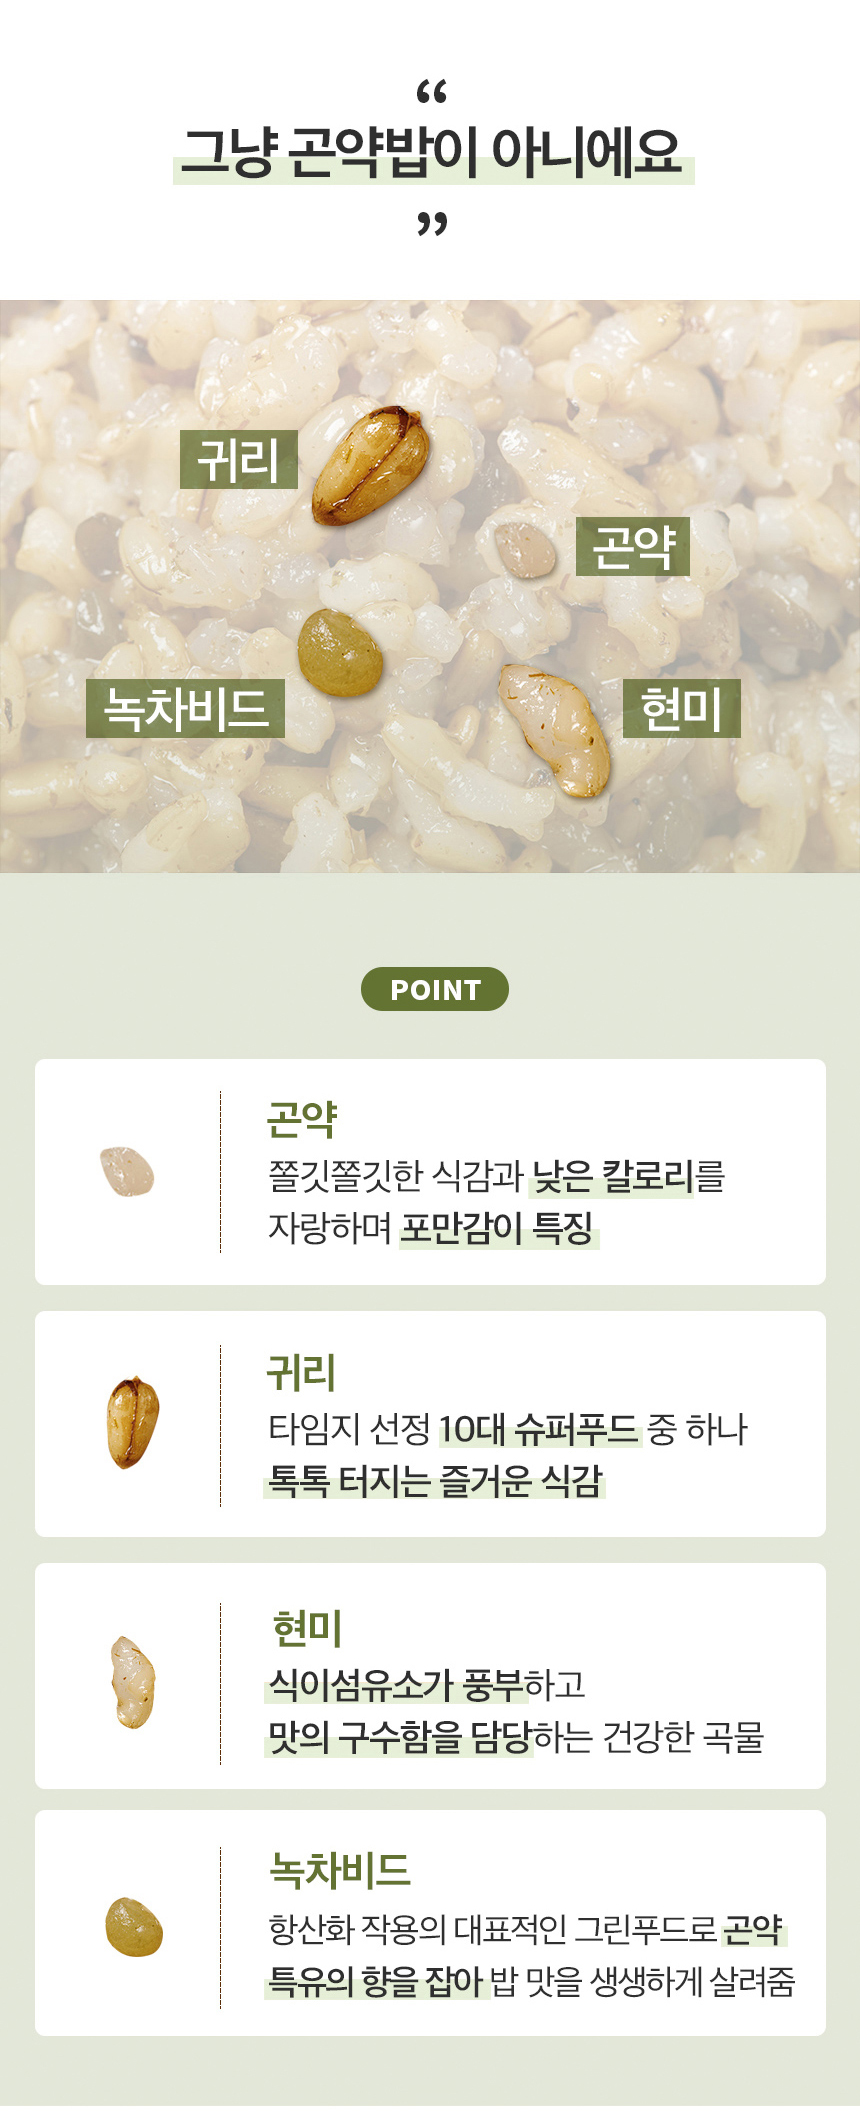 “
그냥 곤약밥이 아니에요
”
귀리
곤약
녹차비드
현미
POINT
곤약
쫄깃쫄깃한 식감과 낮은 칼로리를
자랑하며 포만감이 특징
귀리
타임지 선정 10대 슈퍼푸드 중 하나
톡톡 터지는 즐거운 식감
현미
식이섬유소가 풍부하고
맛의 구수함을 담당하는 건강한 곡물
녹차비드
항산화 작용의 대표적인 그린푸드로 곤약
특유의 향을 잡아 밥 맛을 생생하게 살려줌